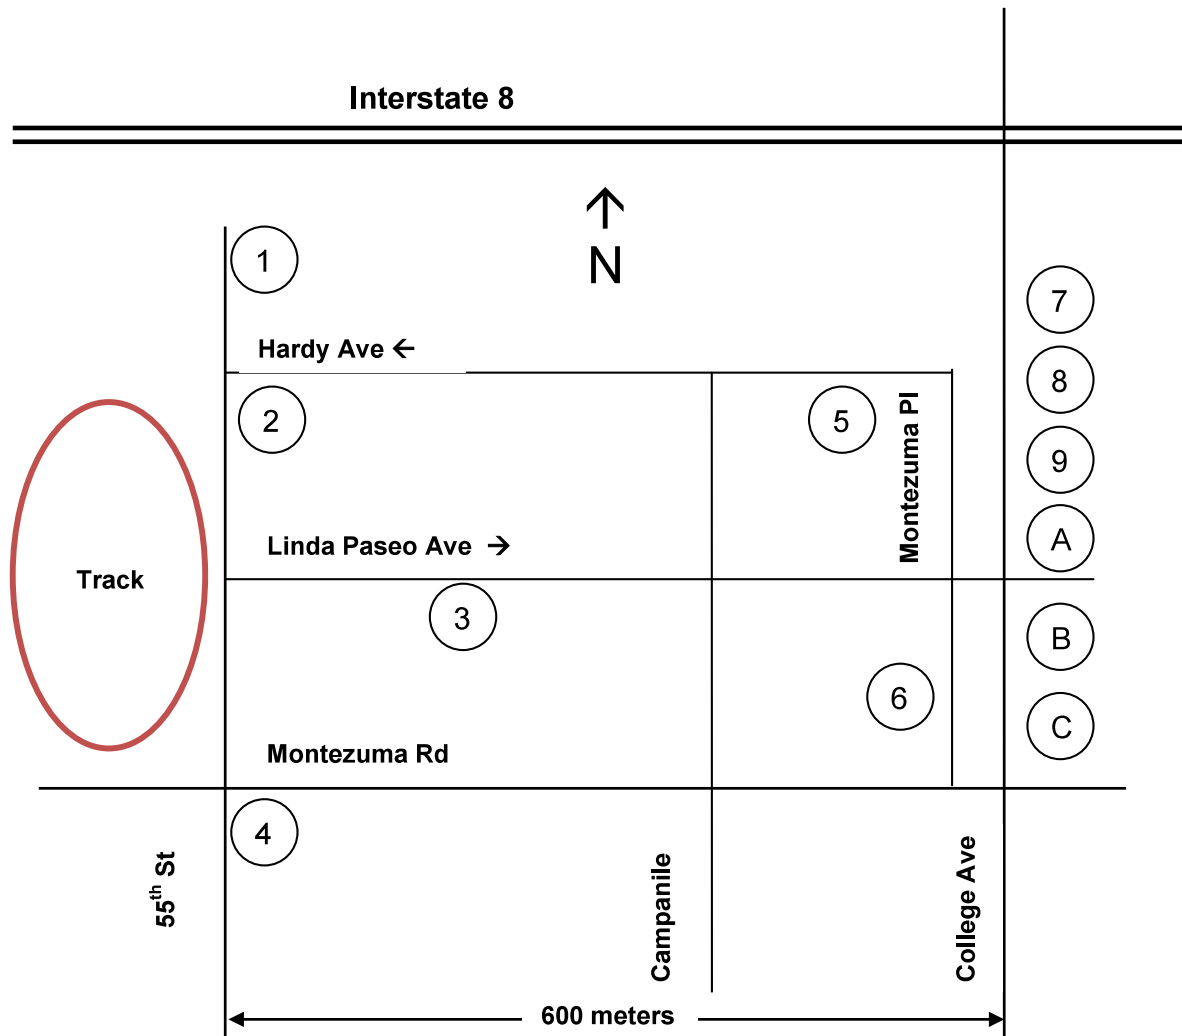 Interstate 8
↑
N
1
7
Hardy Ave ←
8
2
5
Montezuma Pl
9
A
Linda Paseo Ave →
Track
3
B
6
C
Montezuma Rd
4
55th St
Campanile
College Ave
600 meters